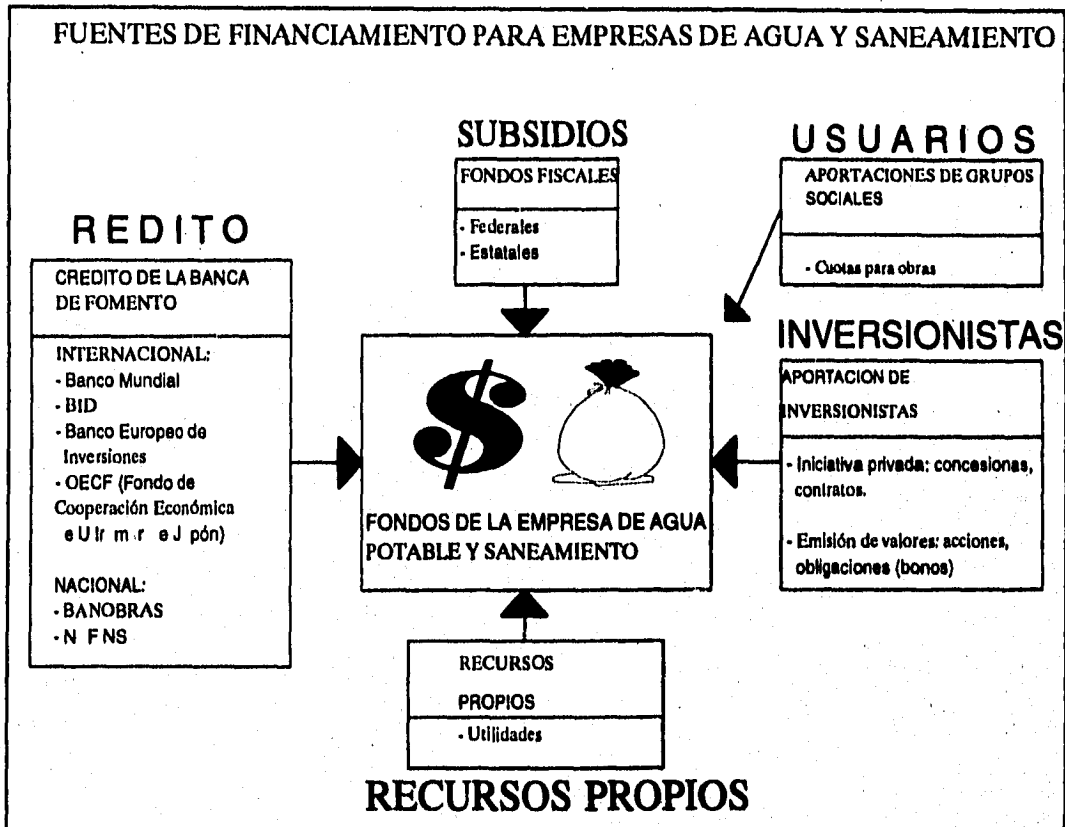 FUENTES DE FINANCIAMIENTO PARA EMPRESAS DE AGUA Y SANEAMIENTO
REDITO
CREDITO DE LA BANCA
DE FOMENTO
INTERNACIONAL:
- Banco Mundial
- BID
- Banco Europeo de
Inversiones
- OECF (Fondo de
Cooperación Económica
NACIONAL:
- BANOBRAS
SUBSIDIOS
FONDOS FISCALES
- Federales
- Estatales
USUARIOS
APORTACIONES DE GRUPOS
SOCIALES
- Cuotas para obras
INVERSIONISTAS
APORTACION DE
INVERSIONISTAS
- Iniciativa privada: concesionas,
contratos.
- Emisión de valores: acciones,
obligaciones (bonos)
$
FONDOS DE LA EMPRESA DE AGUA
POTABLE Y SANEAMIENTO
RECURSOS
PROPIOS
- Utilidades
RECURSOS PROPIOS